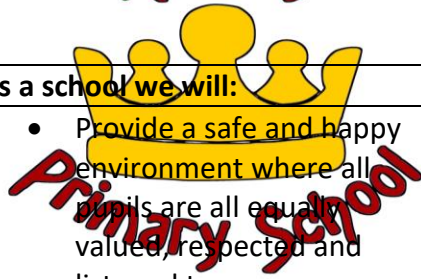 s a school we will:
• Provide a safe and happy
environment where all
pupils are all equally
valued, respected and
Primary School